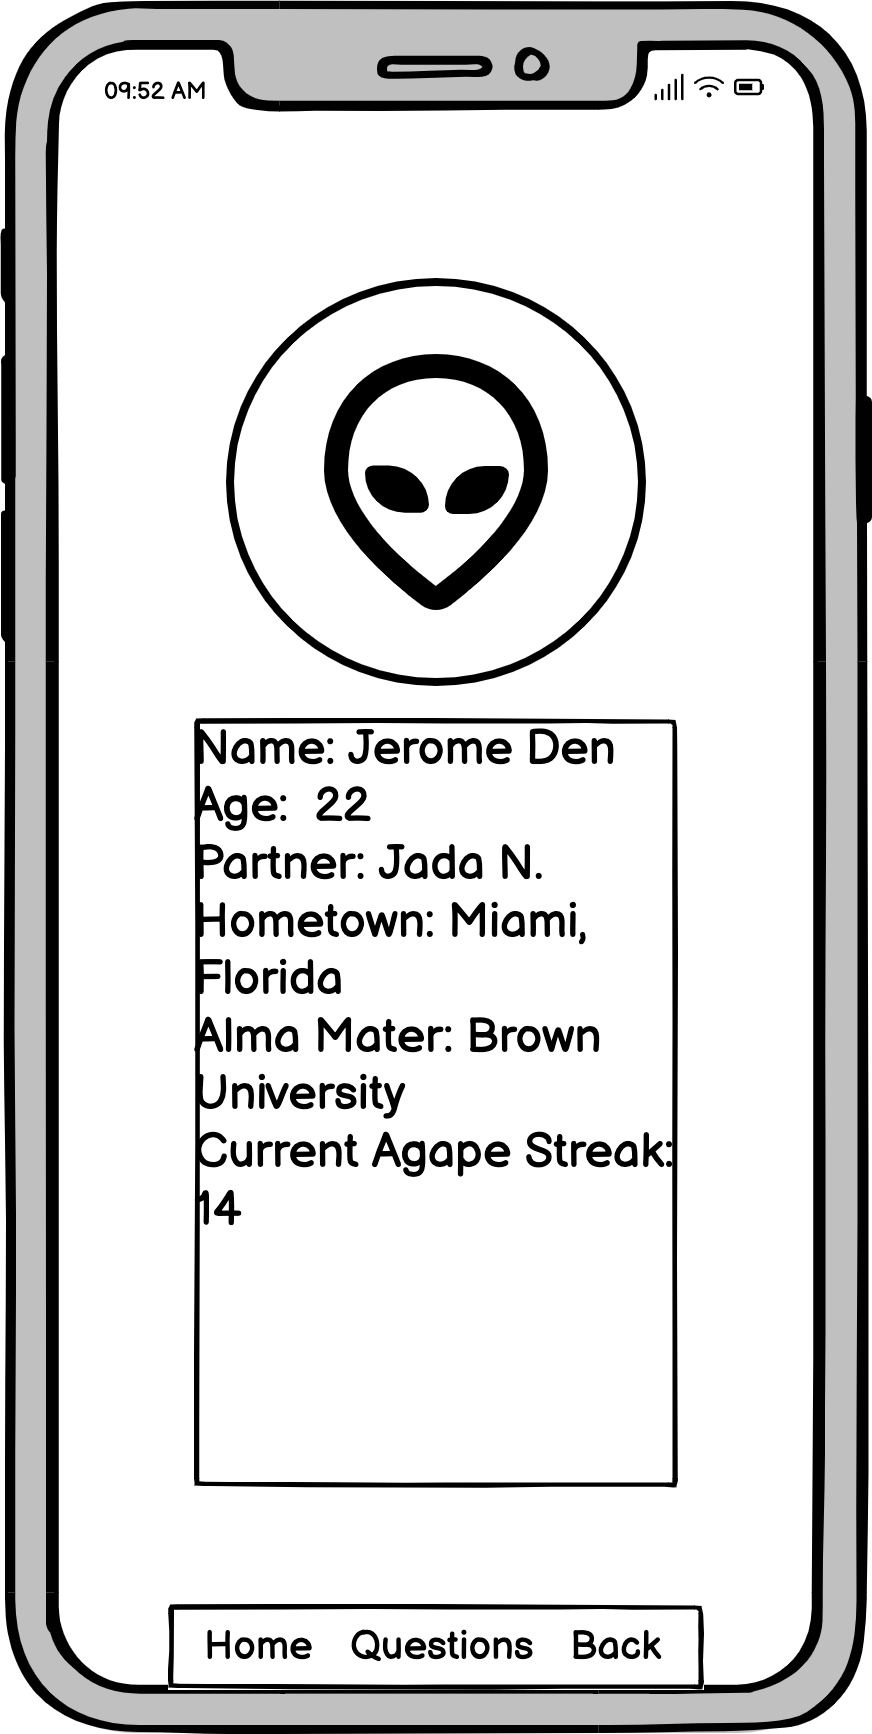 09:52 AM
Name: Jerome Den
Age:  22
Partner: Jada N.
Hometown: Miami,
Florida
Alma Mater: Brown
University
Current Agape Streak:
14
Home Questions Back